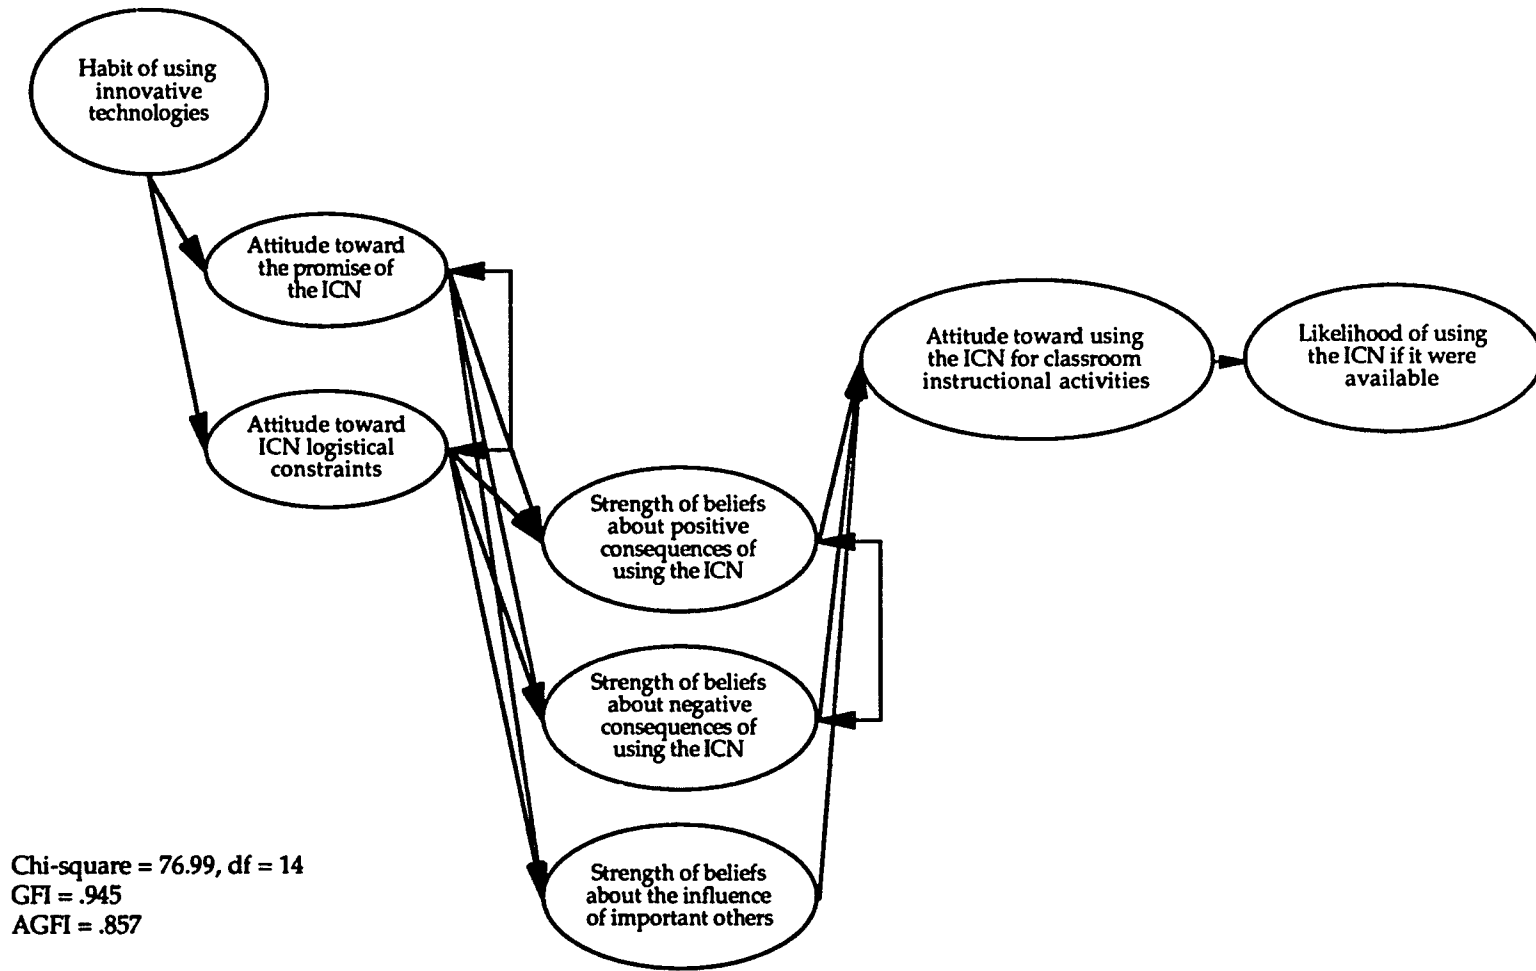 Habit of using
innovative
technologies
Attitude toward
the promise of
the ICN
Attitude toward
ICN logistical
constraints
Strength of beliefs
about positive
consequences of
using the ICN
Strength of beliefs
about negative
consequences of
using the ICN
Strength of beliefs
about the influence
of important others
Attitude toward using
the ICN for classroom
instructional activities
Likelihood of using
the ICN if it were
available
Chi-square = 76.99, df = 14
GFI = .945
AGFI = .857